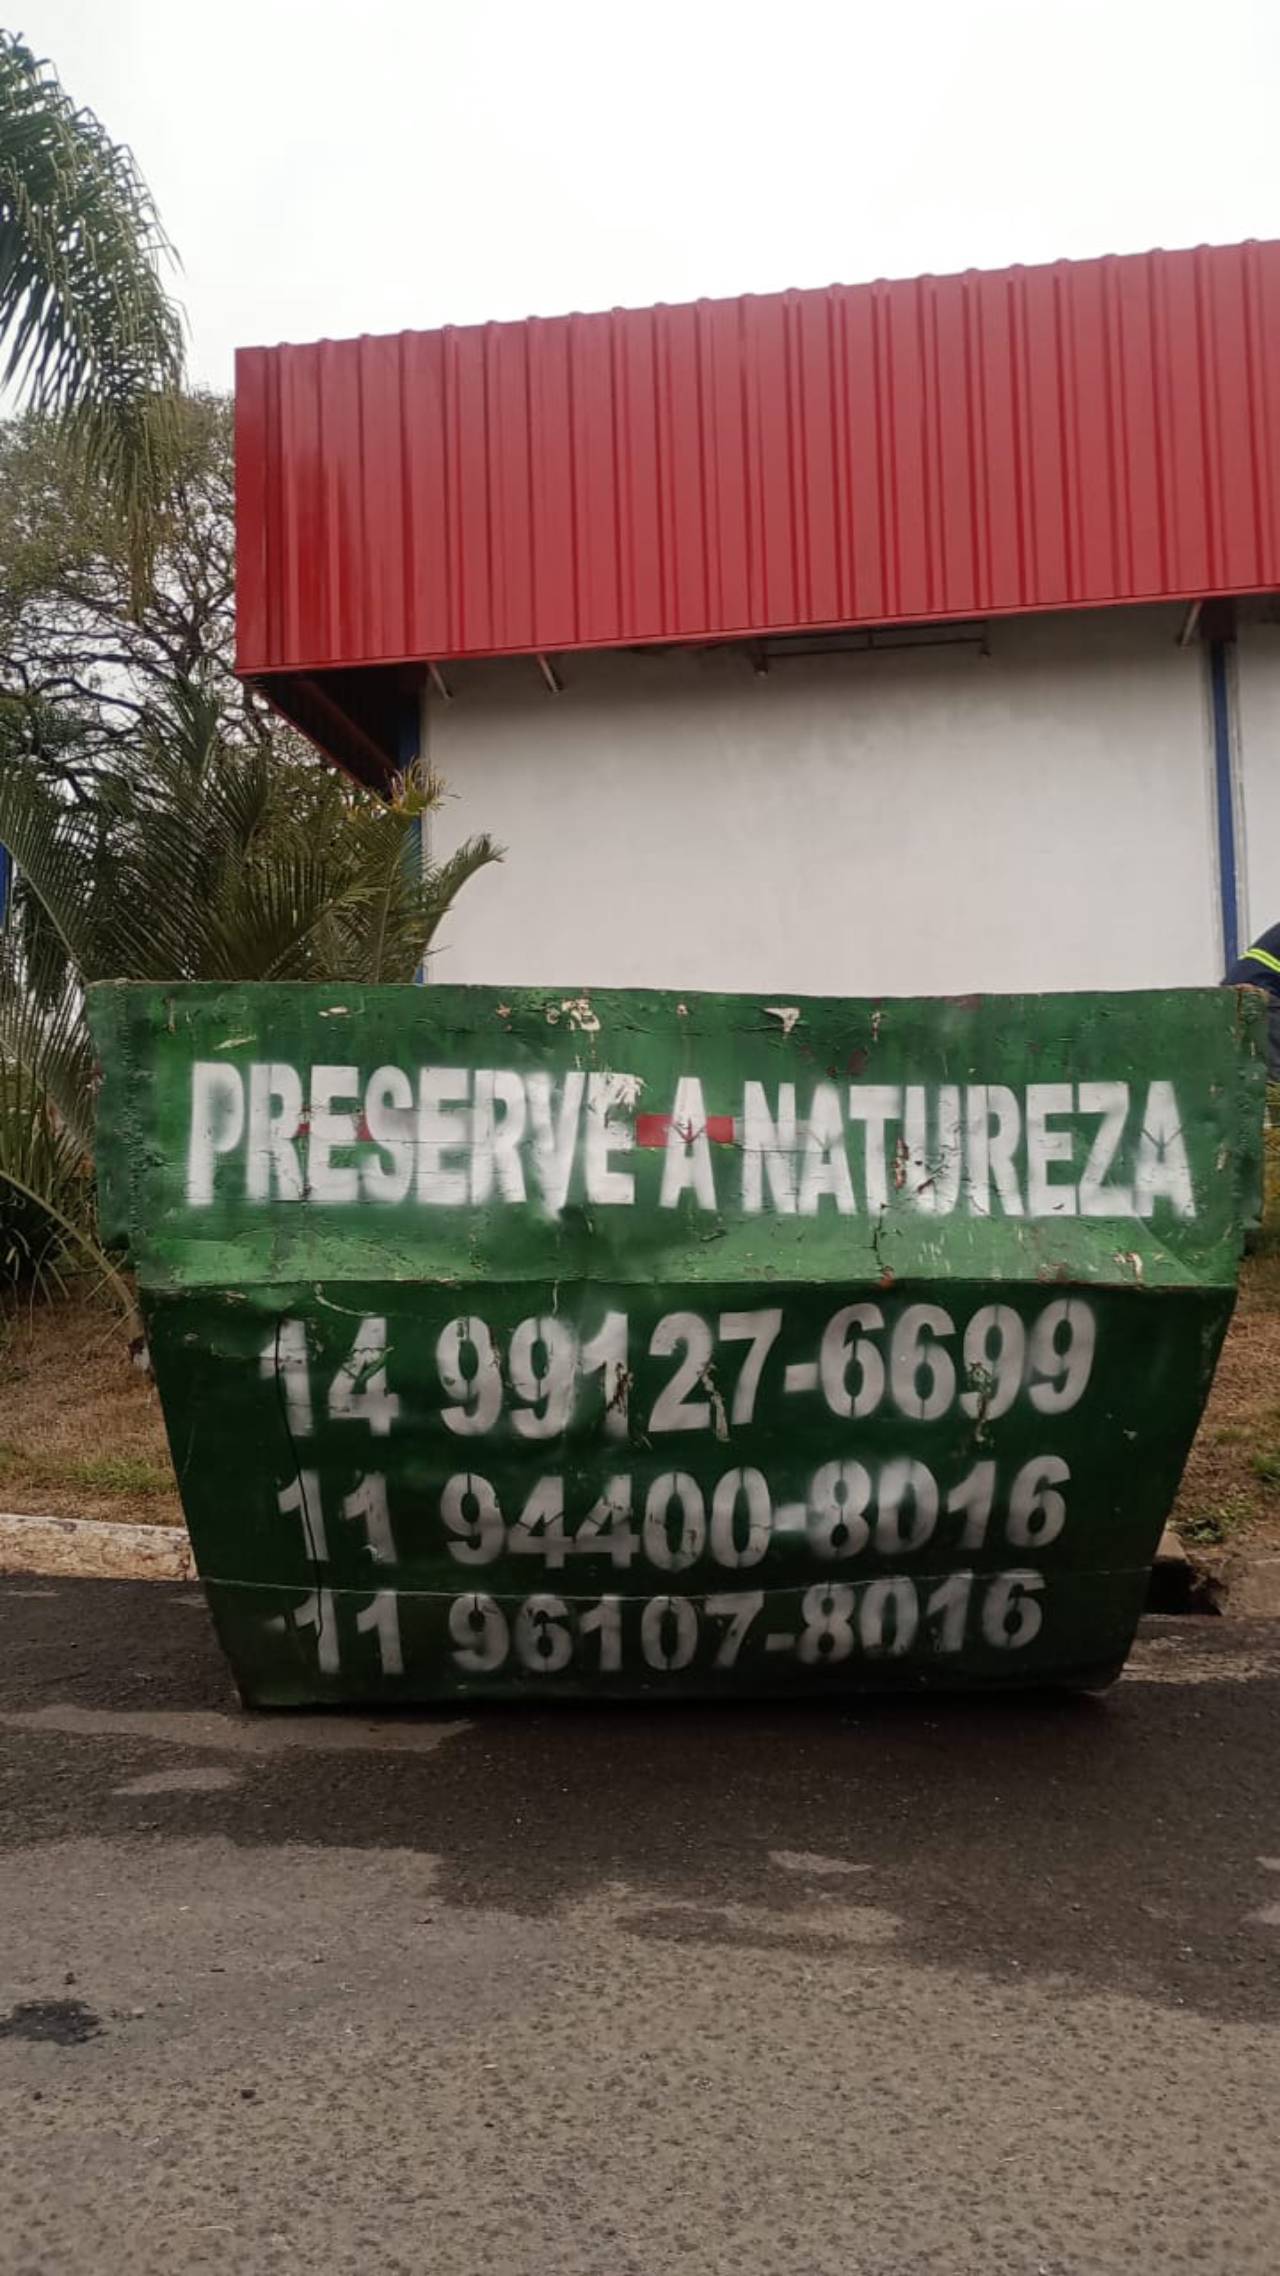 PRESERVE A NATUREZA
14 99127-6699
11 94400-8016
11 96107-8016